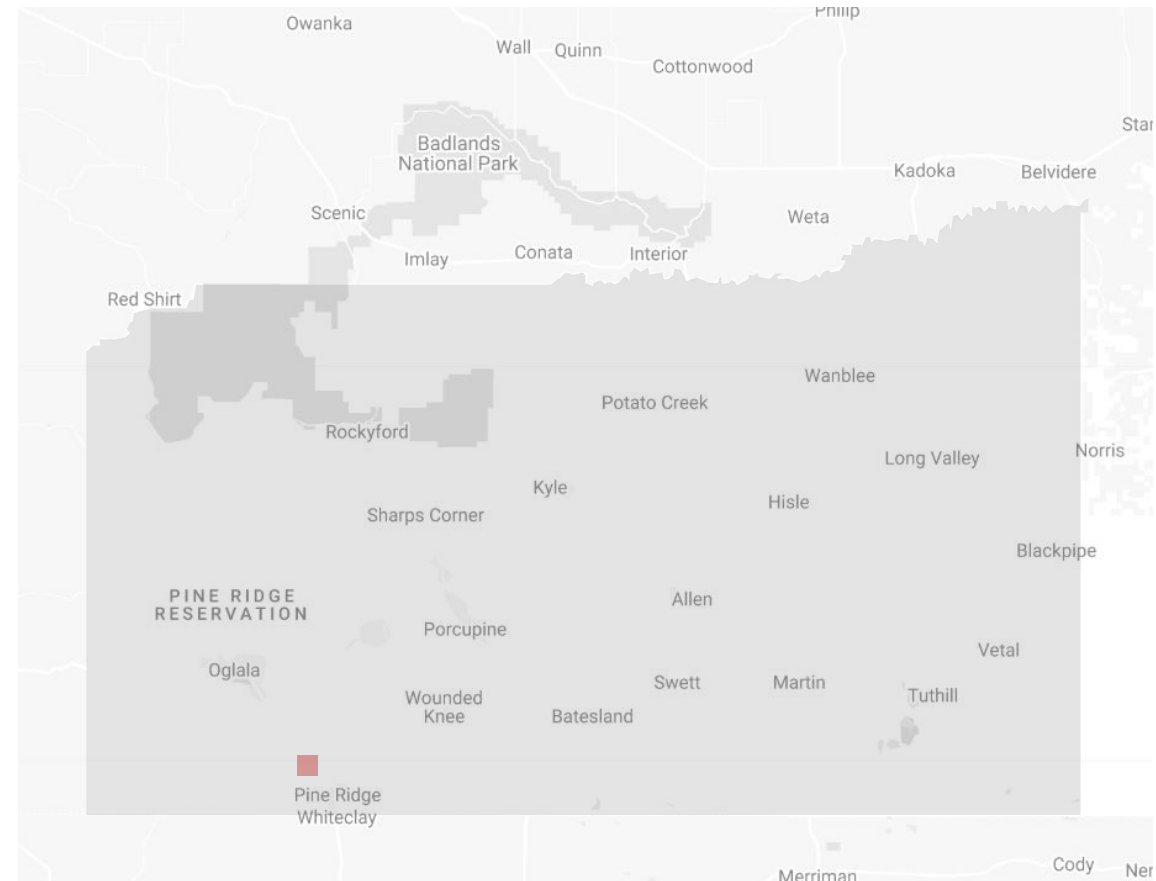 Philip
Owanka
Wall
Quinn
Cottonwood
Star
Badlands
National Park
Kadoka
Belvidere
Scenic
Weta
Imlay
Conata
Interior
Red Shirt
Wanblee
Potato Creek
Rockyford
Norris
Long Valley
Kyle
Hisle
Sharps Corner
Blackpipe
PINE RIDGE
RESERVATION
Allen
Porcupine
Vetal
Oglala
Swett
Martin
Tuthill
Wounded
Knee
Batesland
Pine Ridge
Whiteclay
Cody
Ner
Merriman